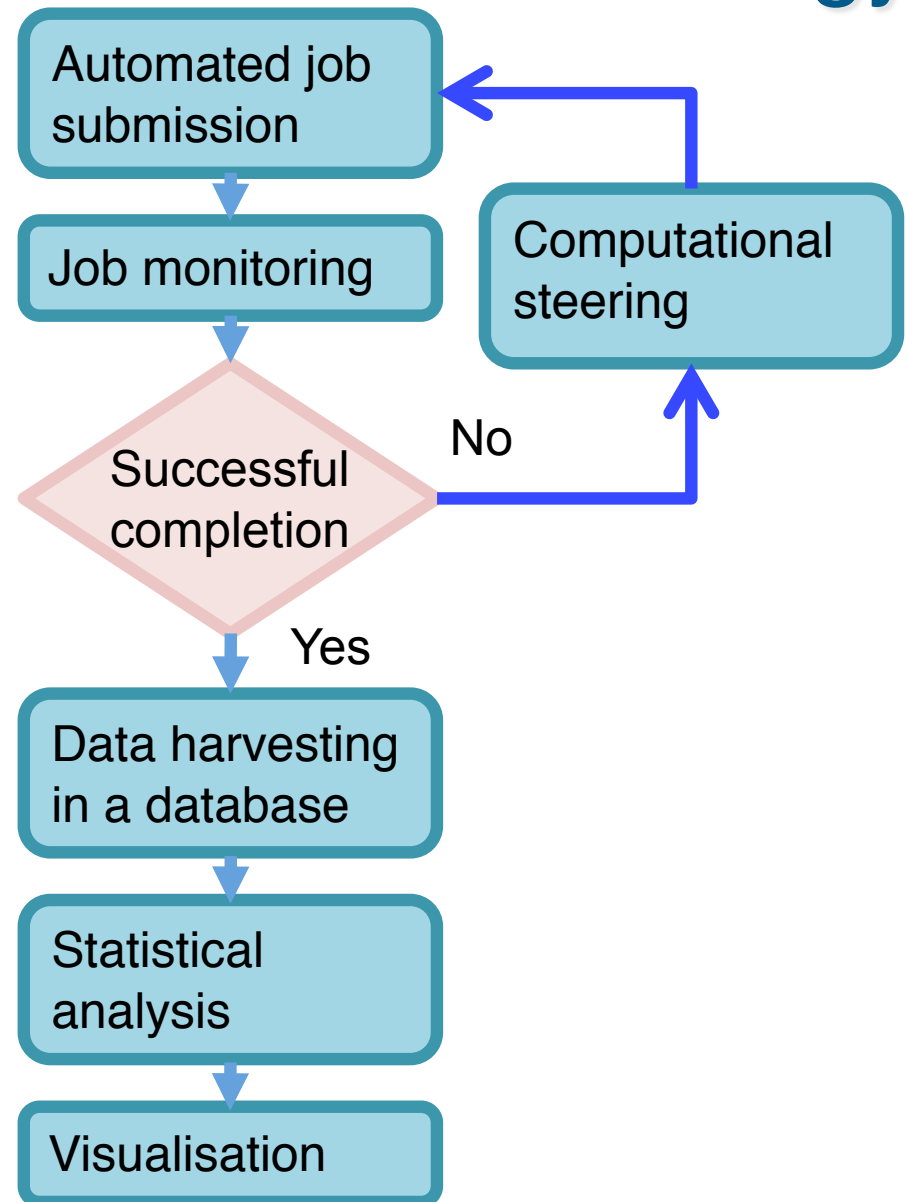 Automated job
submission
Job monitoring
Computational
steering
Successful
completion
No
Yes
Data harvesting
in a database
Statistical
analysis
Visualisation